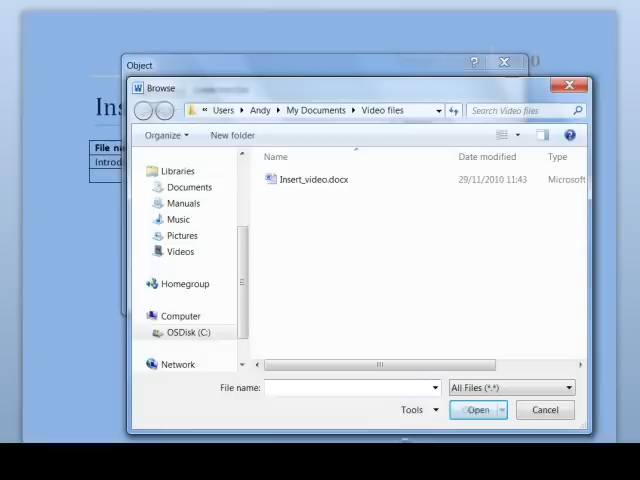 Object
Browse
Ins
« Users Andy My Documents Video files
Search Video files
Organize New folder
File na
Introd
Name Date modified Type
Insert_video.docx 29/11/2010 11:43 Microsoft
Libraries
Documents
Manuals
Music
Pictures
Videos
Homegroup
Computer
OSDisk (C:)
Network
File name: All Files (*.*)
Tools Open Cancel